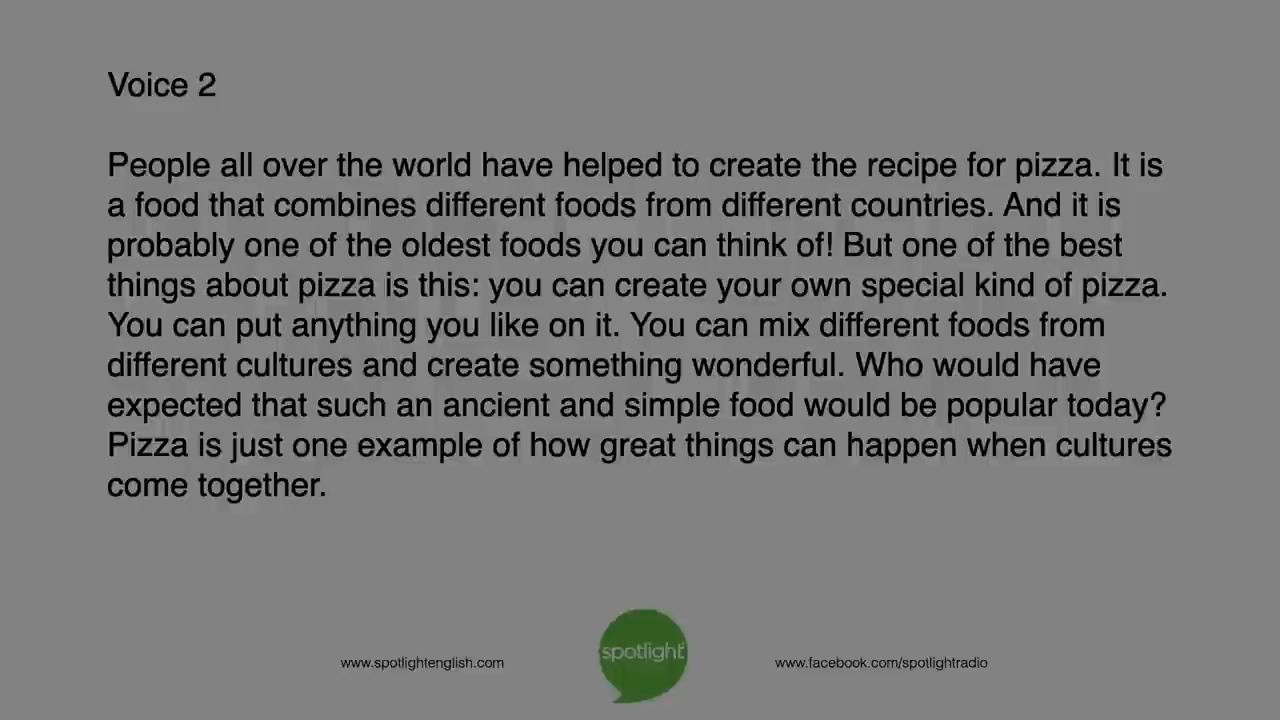 Voice 2
People all over the world have helped to create the recipe for pizza. It is
a food that combines different foods from different countries. And it is
probably one of the oldest foods you can think of! But one of the best
things about pizza is this: you can create your own special kind of pizza.
You can put anything you like on it. You can mix different foods from
different cultures and create something wonderful. Who would have
expected that such an ancient and simple food would be popular today?
Pizza is just one example of how great things can happen when cultures
come together.
www.spotlightenglish.com
spotlight
www.facebook.com/spotlightradio